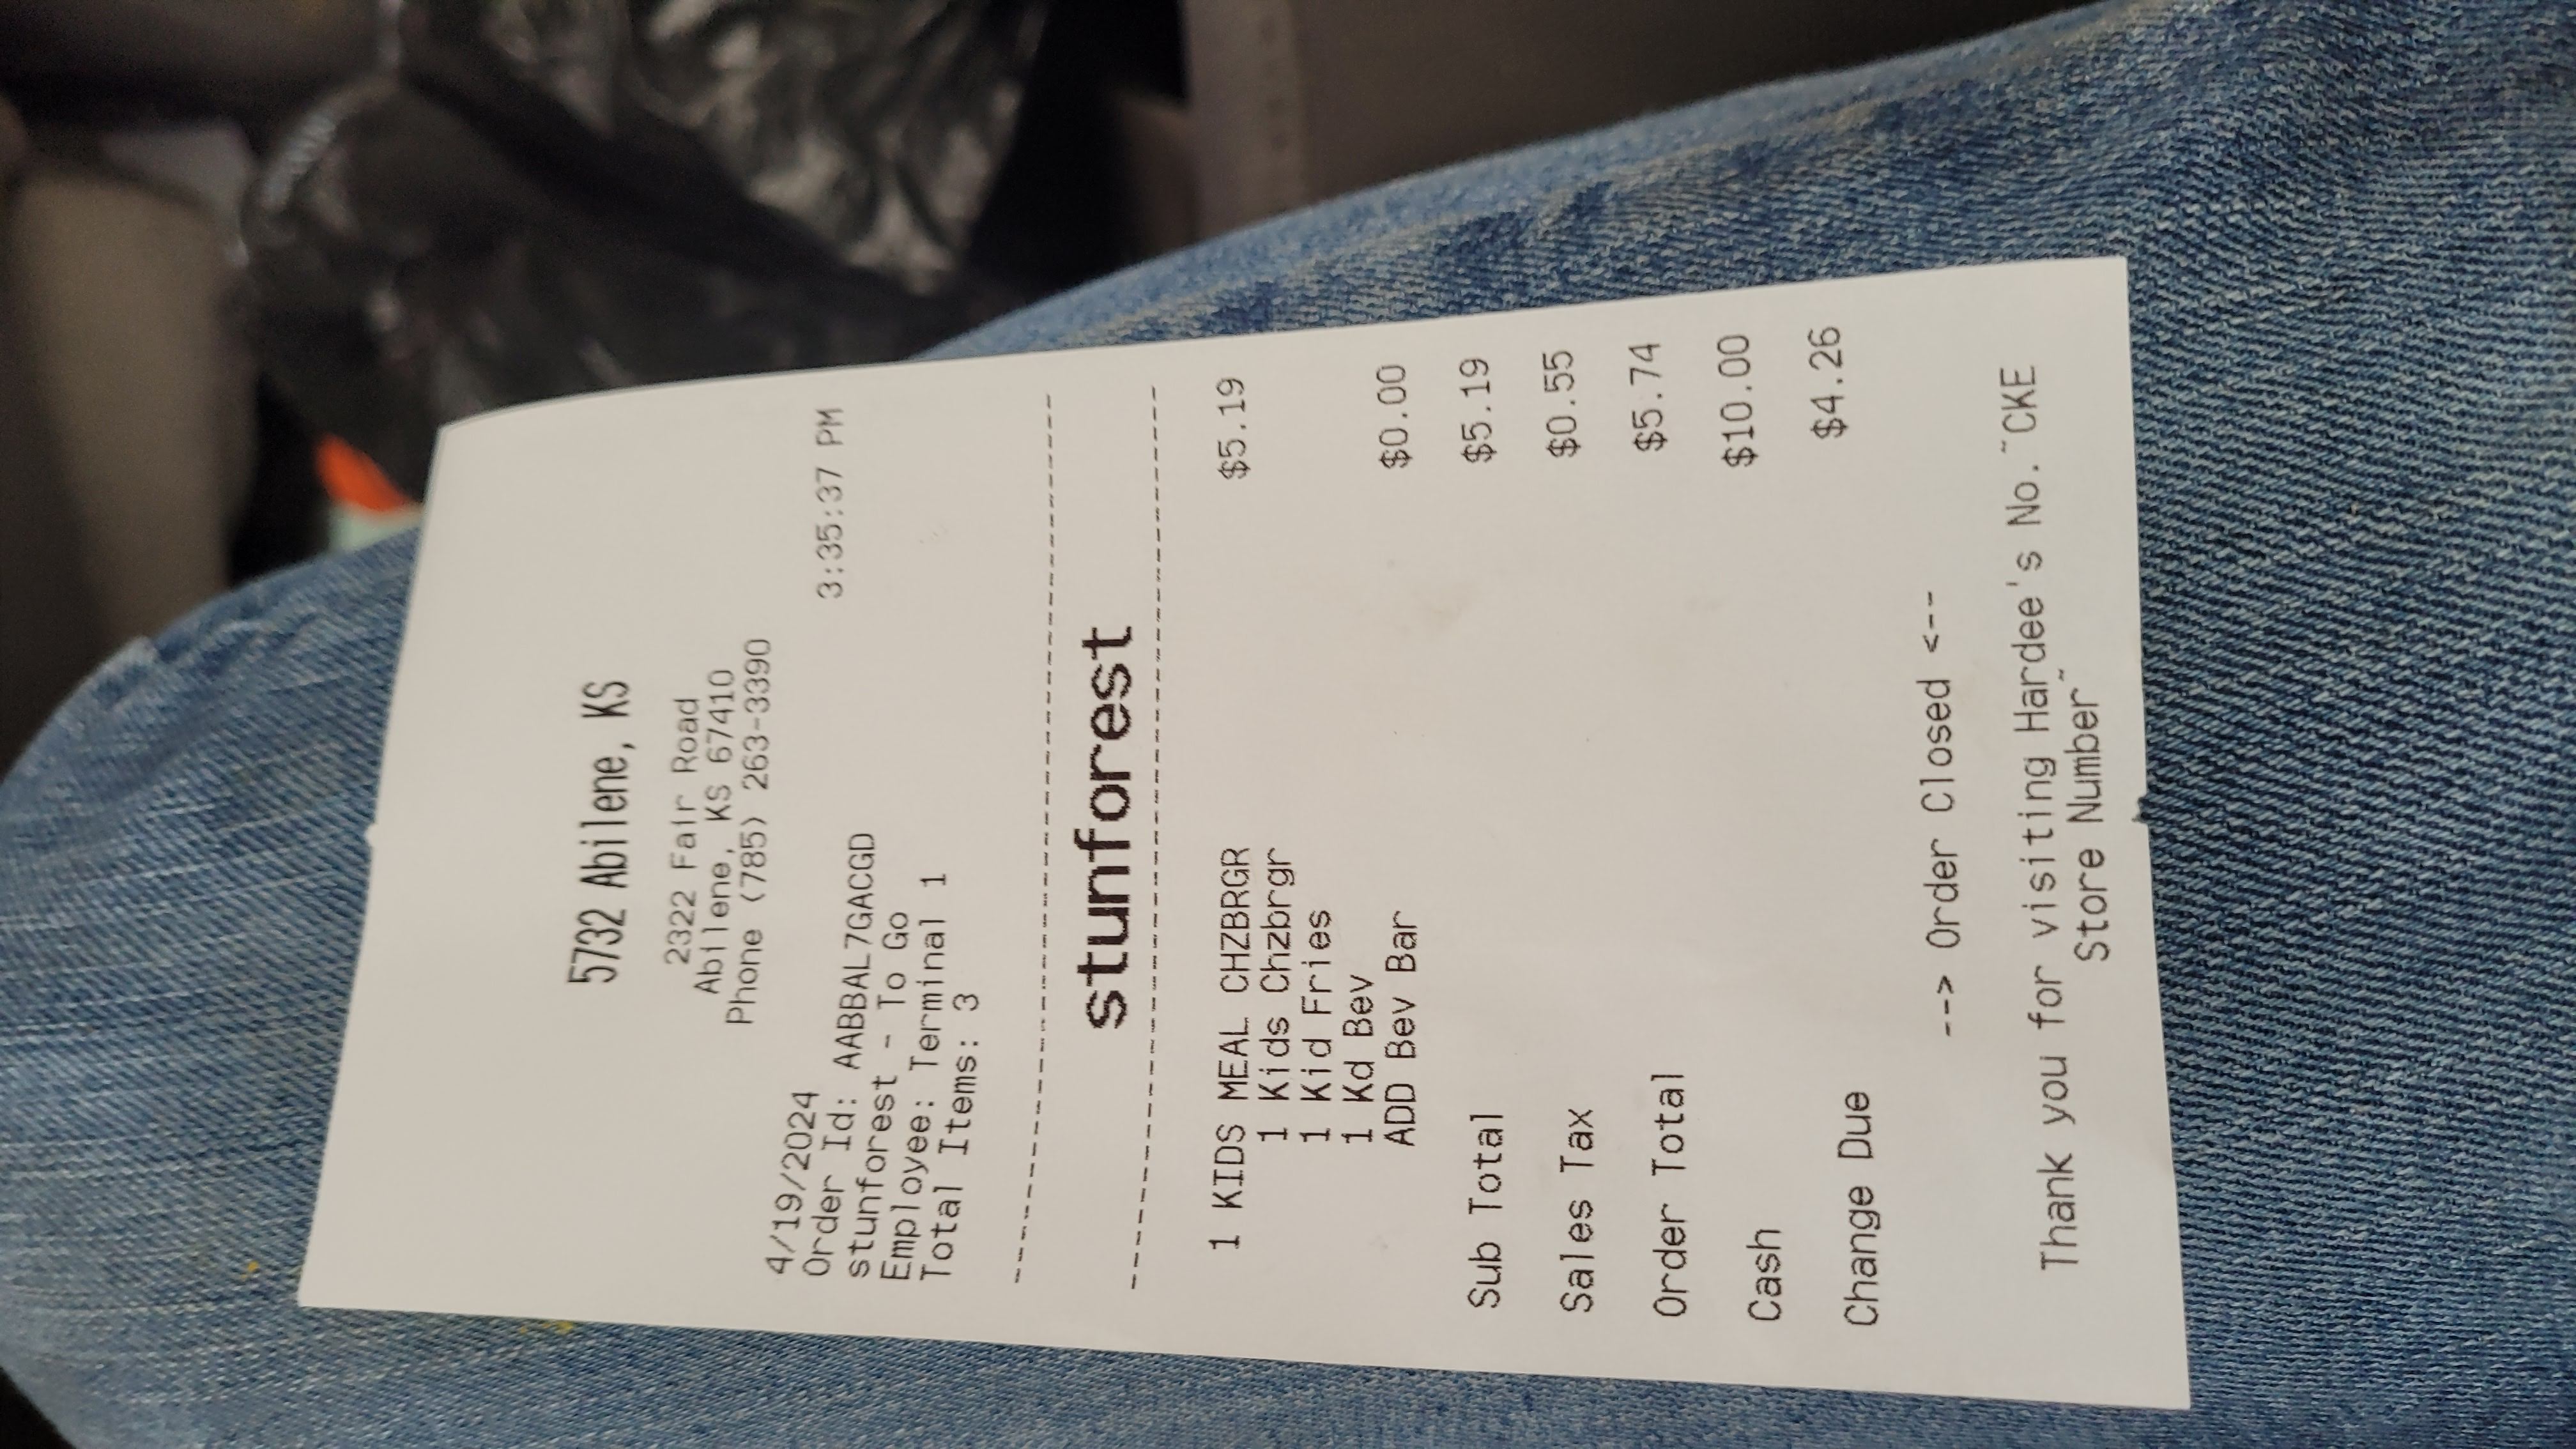 5732 Abilene, KS
2322 Fair Road
Abilene, KS 67410
Phone (785) 263-3390
4/19/2024 3:35:37 PM
Order Id: AABBAL7GACGD
stunforest - To Go
Employee: Terminal 1
Total Items: 3
stunforest
1 KIDS MEAL CHZBRGR $5.19
1 Kids Chzbrgr
1 Kid Fries
1 Kd Bev
ADD Bev Bar $0.00
Sub Total $5.19
Sales Tax $0.55
Order Total $5.74
Cash $10.00
Change Due $4.26
--> Order Closed <--
Thank you for visiting Hardee's No.~CKE
Store Number~